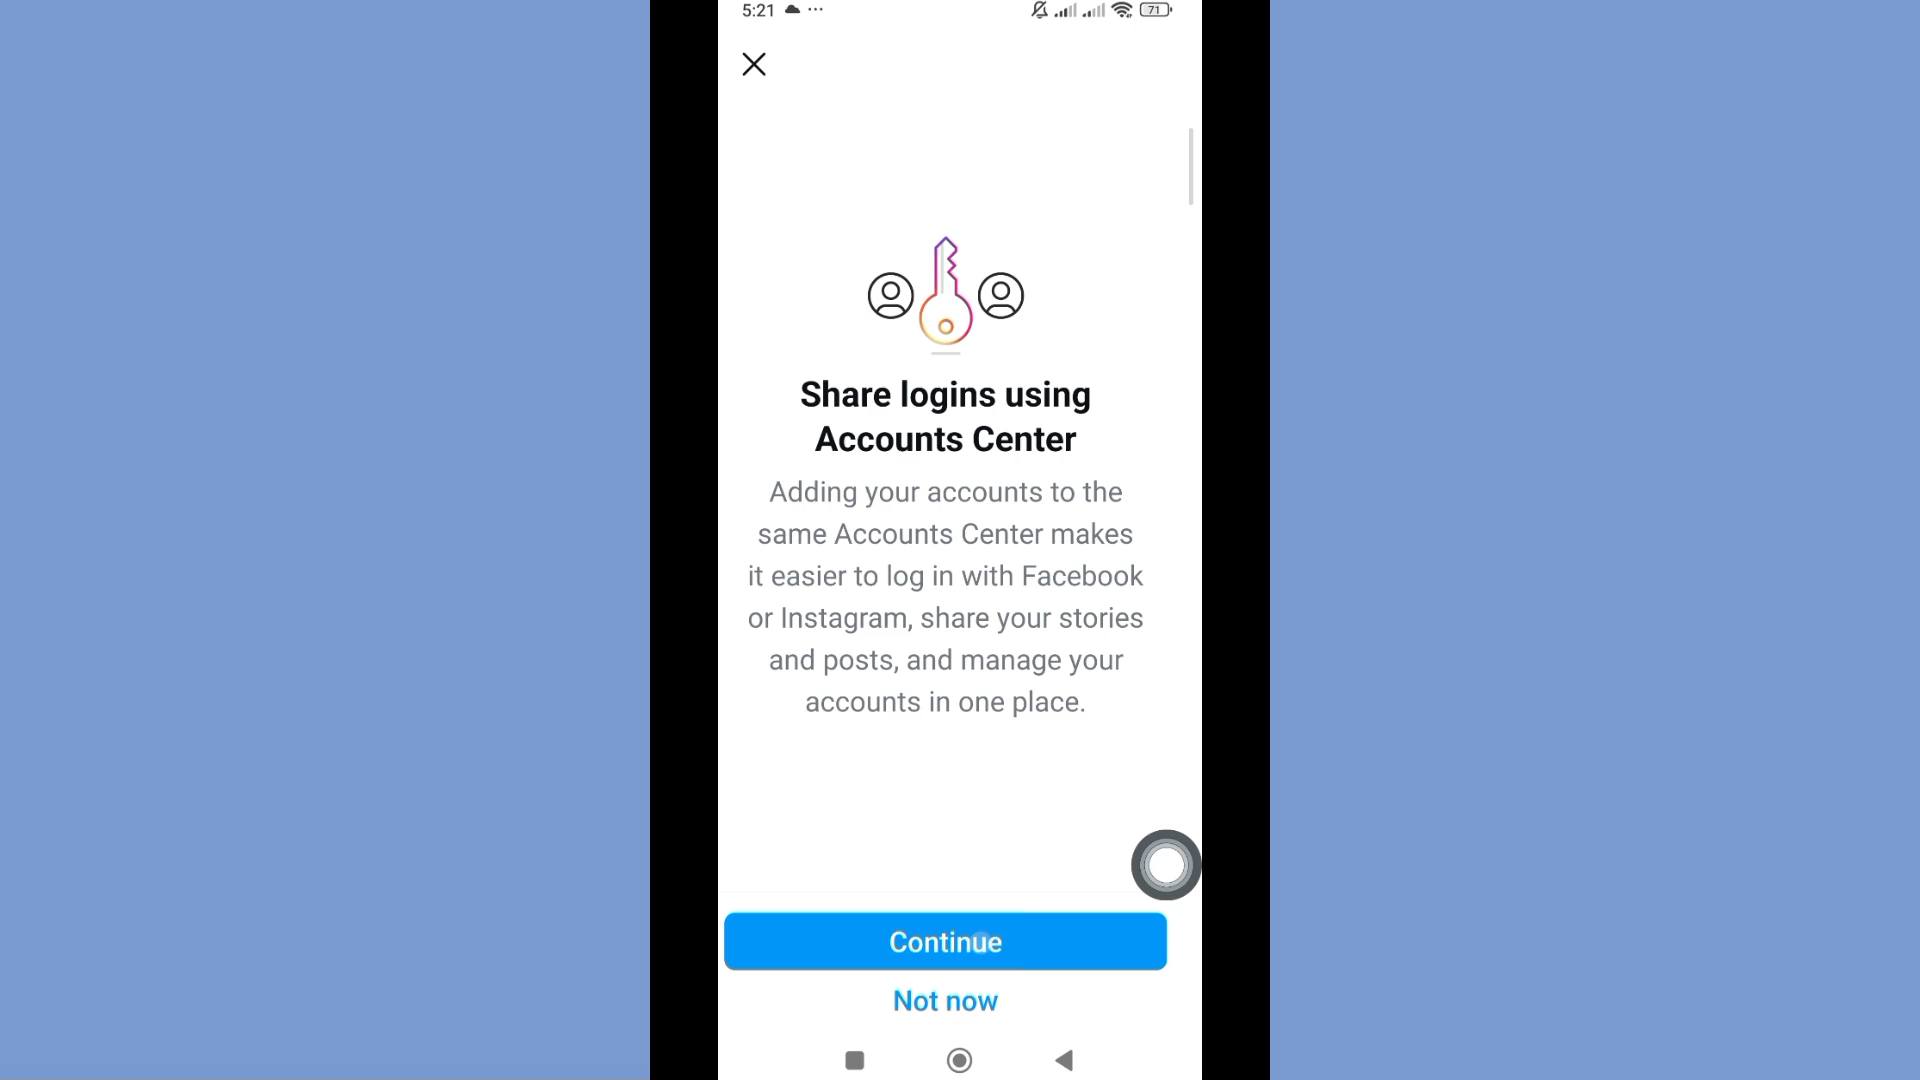 5:21
71
Share logins using
Accounts Center
Adding your accounts to the
same Accounts Center makes
it easier to log in with Facebook
or Instagram, share your stories
and posts, and manage your
accounts in one place.
Continue
Not now